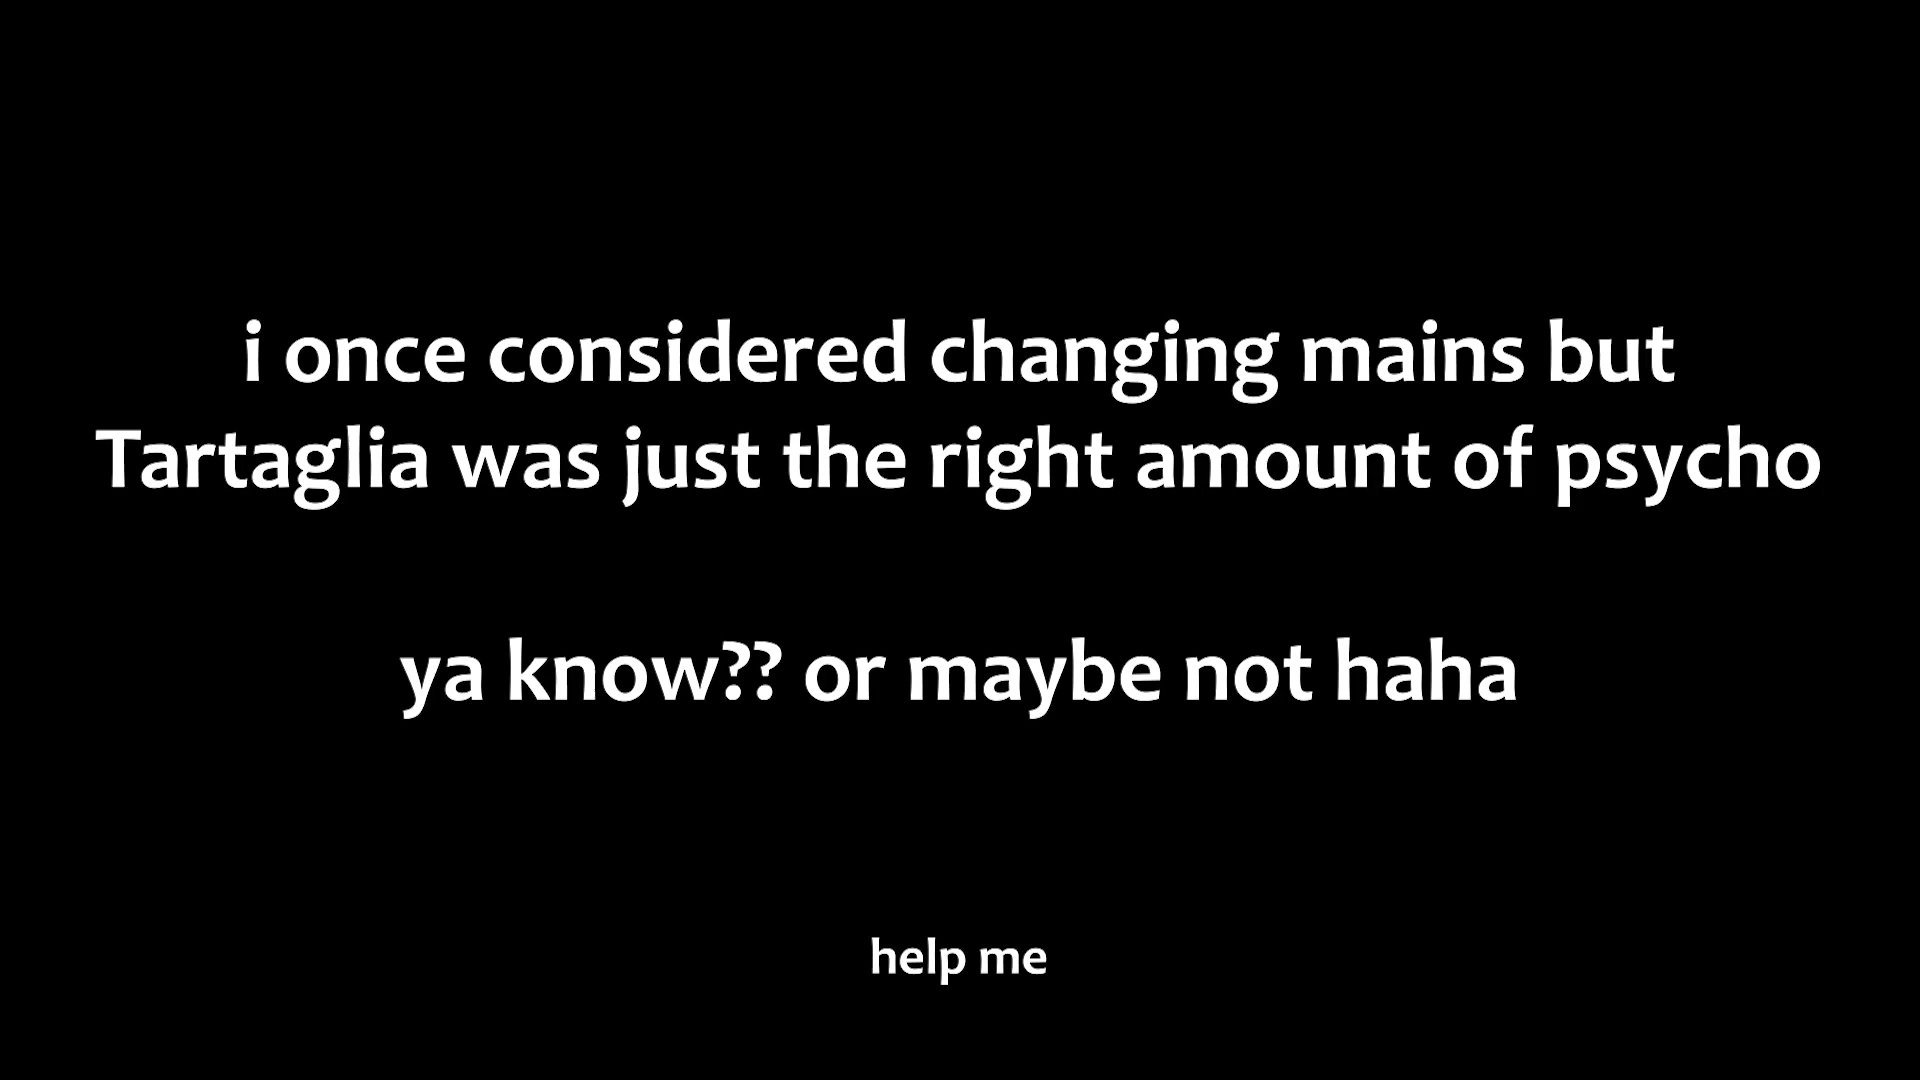 i once considered changing mains but
Tartaglia was just the right amount of psycho
ya know?? or maybe not haha
help me